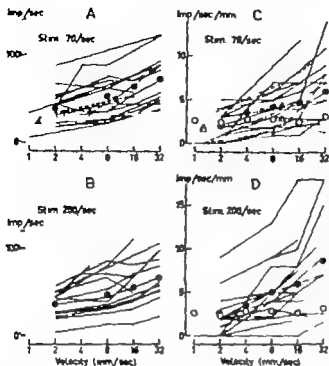 A
Imp/sec
Stim. 70/sec
100
0
1 2 4 8 16 32
C
Imp/sec/mm
Stim. 70/sec
10
5
0
1 2 4 8 16 32
B
Imp/sec
Stim 200/sec
100
0
1 2 4 8 16 32
Velocity (mm/sec)
D
Imp/sec/mm
Stim. 200/sec
15
10
5
0
1 2 4 8 16 32
Velocity (mm/sec)